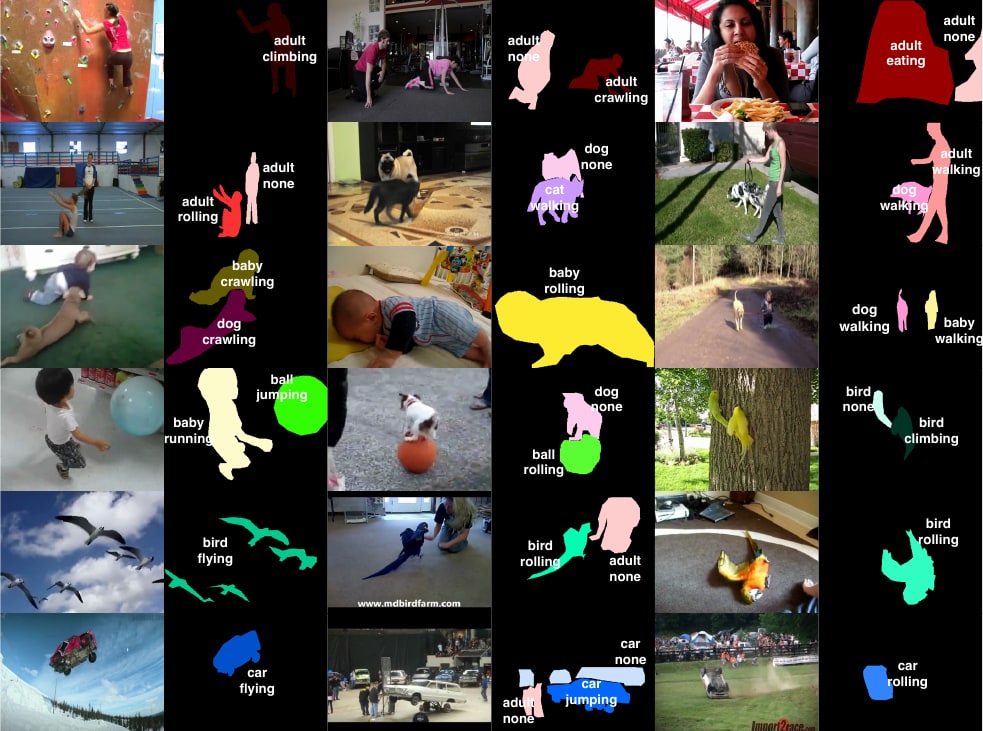 adult
climbing
adult
none
adult
crawling
adult
eating
adult
none
adult
rolling
adult
none
dog
none
cat
walking
adult
walking
dog
walking
baby
crawling
dog
crawling
baby
rolling
dog
walking
baby
walking
baby
running
ball
jumping
dog
none
ball
rolling
bird
none
bird
climbing
bird
flying
bird
rolling
adult
none
www.mdbirdfarm.com
bird
rolling
car
flying
adult
none
car
jumping
car
none
car
rolling
Import2race.com